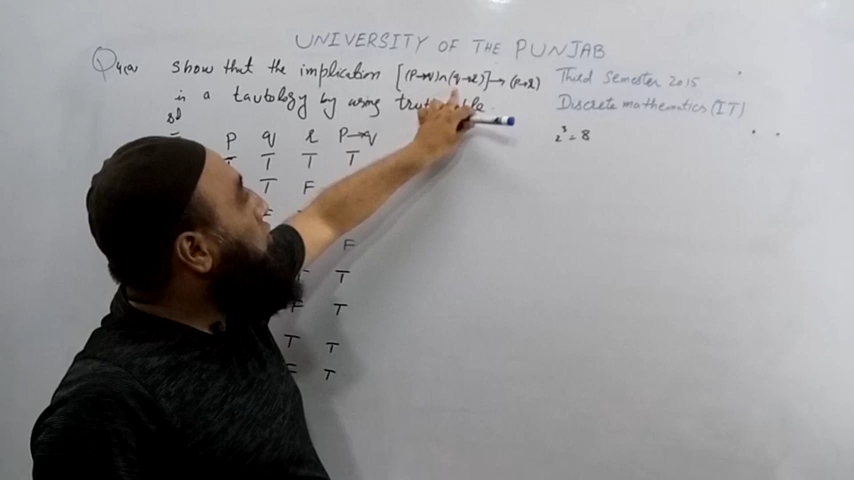 UNIVERSITY OF THE PUNJAB
Q4(a) show that the implication [(P→q)∧(q→r)]→(p→r) Third Semester 2015
is a tautology by using truth Discrete mathematics (IT)
sol
P q r P→q 2³ = 8
T T T T
T F
F
F
T
F T
T T
F T